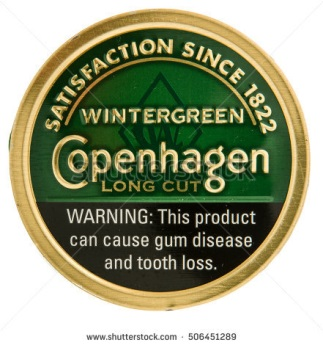 SATISFACTION SINCE 1822
WINTERGREEN
Copenhagen
LONG CUT
shutterstock
WARNING: This product
can cause gum disease
and tooth loss.
www.shutterstock.com · 506451289